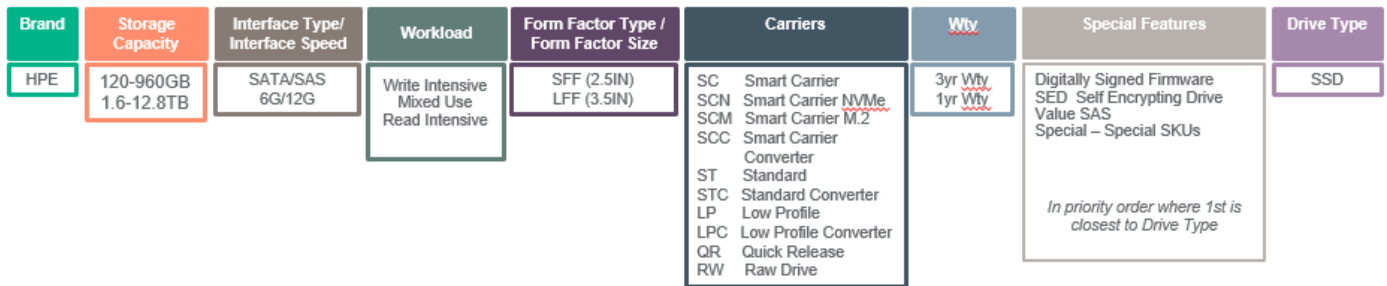 Brand
HPE
Storage
Capacity
120-960GB
1.6-12.8TB
Interface Type/
Interface Speed
SATA/SAS
6G/12G
Workload
Write Intensive
Mixed Use
Read Intensive
Form Factor Type /
Form Factor Size
SFF (2.5IN)
LFF (3.5IN)
Carriers
SC Smart Carrier
SCN Smart Carrier NVMe
SCM Smart Carrier M.2
SCC Smart Carrier
Converter
ST Standard
STC Standard Converter
LP Low Profile
LPC Low Profile Converter
QR Quick Release
RW Raw Drive
Wty
3yr Wty
1yr Wty
Special Features
Digitally Signed Firmware
SED Self Encrypting Drive
Value SAS
Special – Special SKUs
In priority order where 1st is
closest to Drive Type
Drive Type
SSD